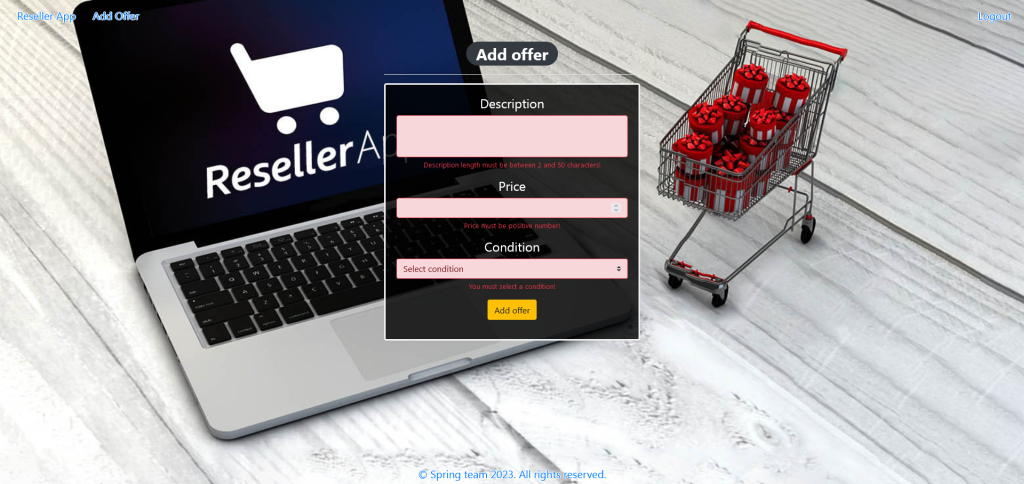 Reseller App Add Offer Logout
Add offer
ResellerApp
Description
Description length must be between 2 and 50 characters!
Price
Price must be positive number!
Condition
Select condition
You must select a condition!
Add offer
© Spring team 2023. All rights reserved.